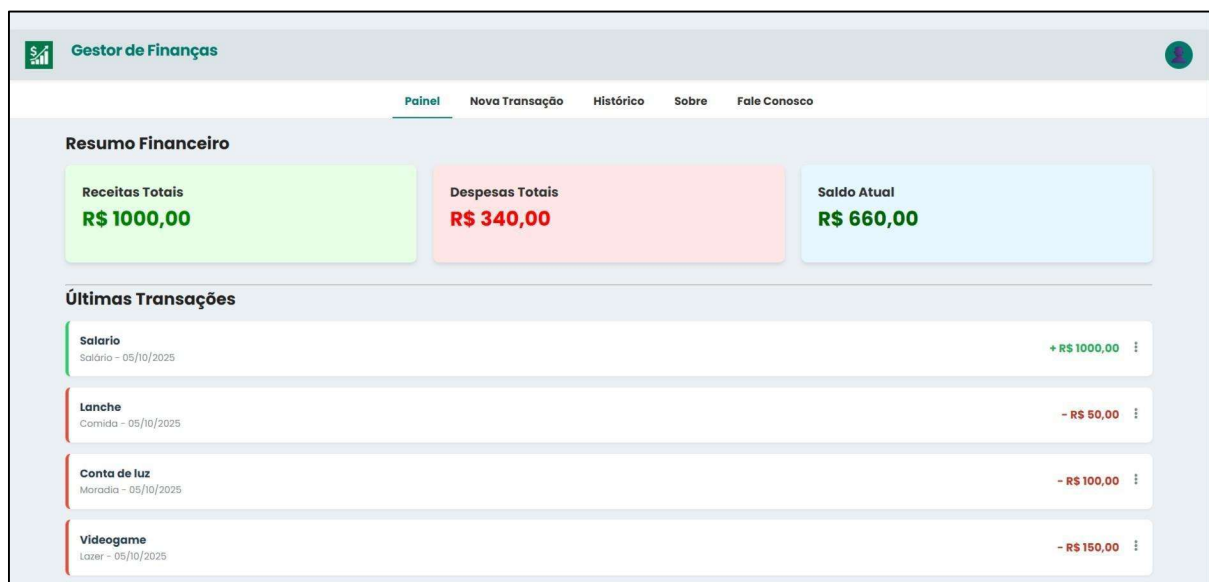 Gestor de Finanças
Painel Nova Transação Histórico Sobre Fale Conosco
Resumo Financeiro
Receitas Totais Despesas Totais Saldo Atual
R$ 1000,00 R$ 340,00 R$ 660,00
Últimas Transações
Salario
Salário - 05/10/2025
+ R$ 1000,00
Lanche
Comida - 05/10/2025
- R$ 50,00
Conta de luz
Moradia - 05/10/2025
- R$ 100,00
Videogame
Lazer - 05/10/2025
- R$ 150,00